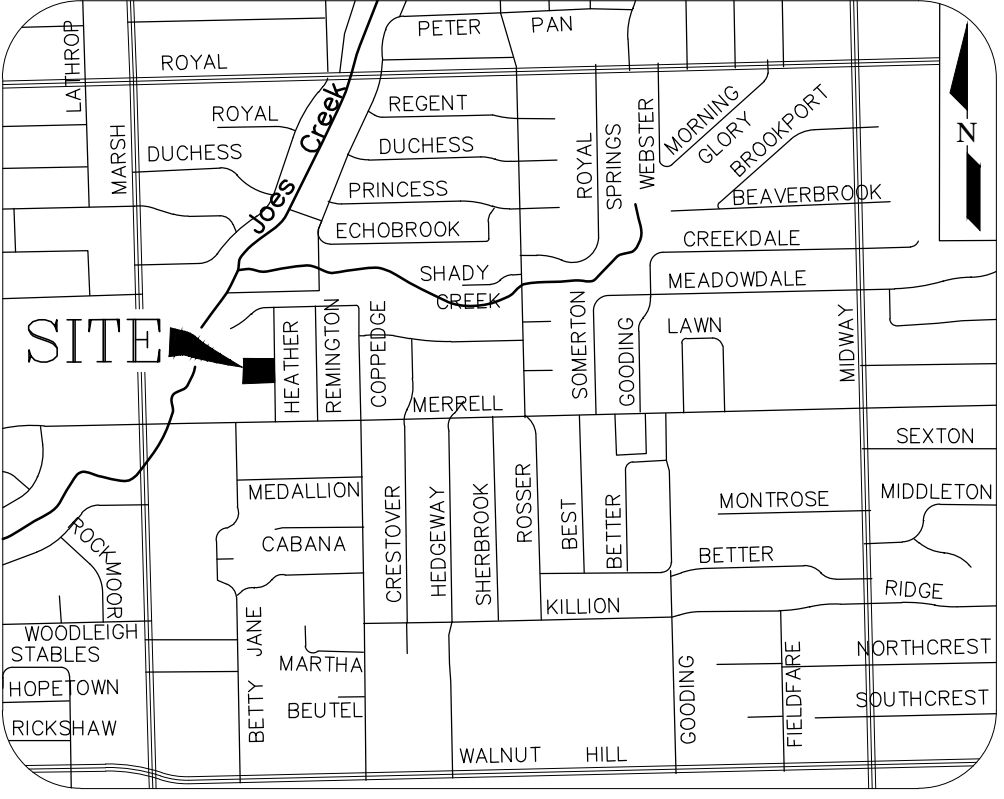 PETER PAN
LATHROP
ROYAL
MORNING
GLORY
BROOKPORT
Joes Creek
REGENT
ROYAL
WEBSTER
ROYAL
SPRINGS
N
MARSH
DUCHESS
DUCHESS
PRINCESS
BEAVERBROOK
ECHOBROOK
CREEKDALE
SHADY
CREEK
MEADOWDALE
SITE
HEATHER
REMINGTON
COPPEDGE
SOMERTON
GOODING
LAWN
MIDWAY
MERRELL
SEXTON
MEDALLION
CRESTOVER
HEDGEWAY
SHERBROOK
ROSSER
BEST
BETTER
MONTROSE
MIDDLETON
ROCKMOOR
CABANA
BETTER
KILLION
RIDGE
WOODLEIGH
STABLES
BETTY JANE
MARTHA
GOODING
FIELDFARE
NORTHCREST
HOPETOWN
SOUTHCREST
BEUTEL
RICKSHAW
WALNUT HILL